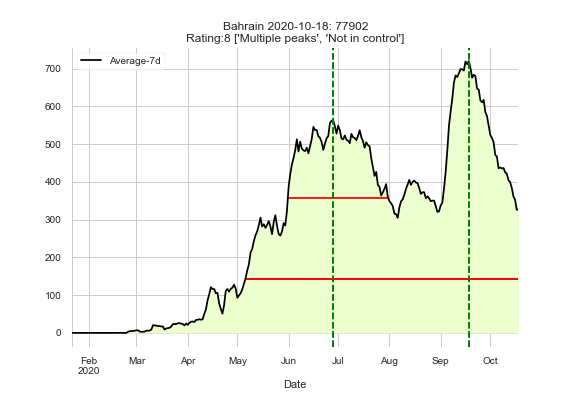 Bahrain 2020-10-18: 77902
Rating:8 ['Multiple peaks', 'Not in control']
Average-7d
700
600
500
400
300
200
100
0
Feb Mar Apr May Jun Jul Aug Sep Oct
2020
Date